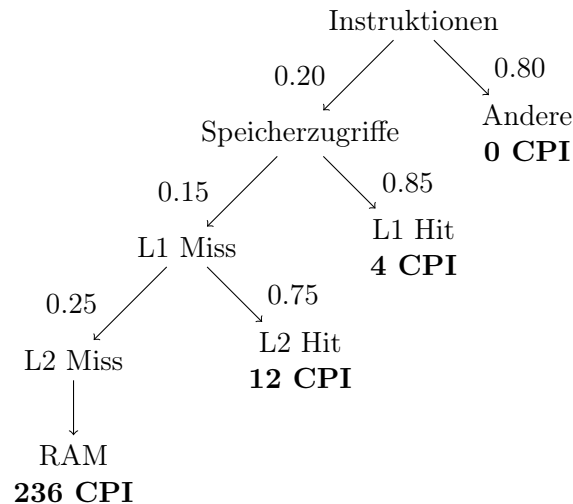 Instruktionen
0.20
0.80
Andere
0 CPI
Speicherzugriffe
0.15
0.85
L1 Hit
4 CPI
L1 Miss
0.25
0.75
L2 Hit
12 CPI
L2 Miss
RAM
236 CPI